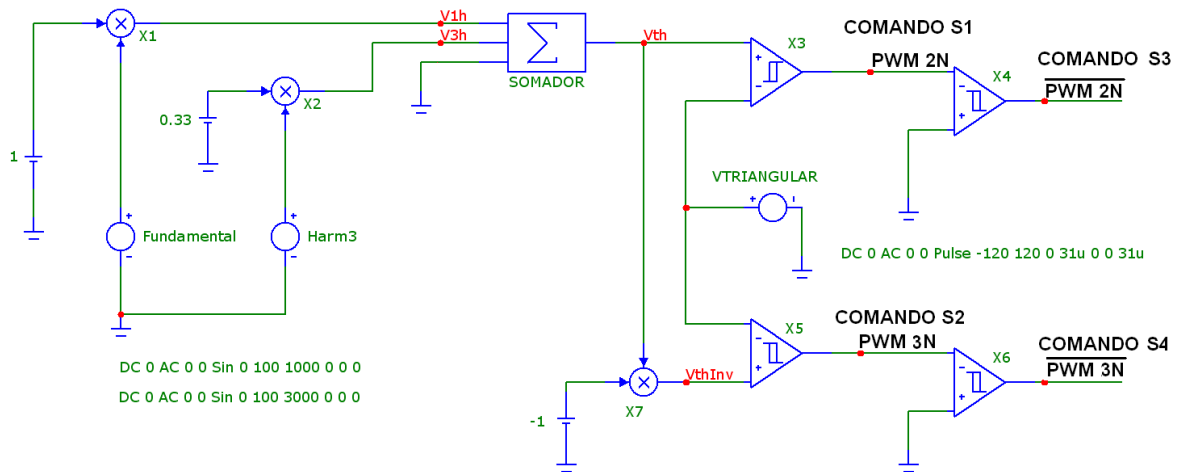 V1h
X1
V3h
SOMADOR
Vth
X3
COMANDO S1
PWM 2N
X4
COMANDO S3
PWM 2N
X2
0.33
1
VTRIANGULAR
Fundamental
Harm3
DC 0 AC 0 0 Pulse -120 120 0 31u 0 0 31u
DC 0 AC 0 0 Sin 0 100 1000 0 0 0
DC 0 AC 0 0 Sin 0 100 3000 0 0 0
X5
COMANDO S2
PWM 3N
X6
COMANDO S4
PWM 3N
VthInv
X7
-1